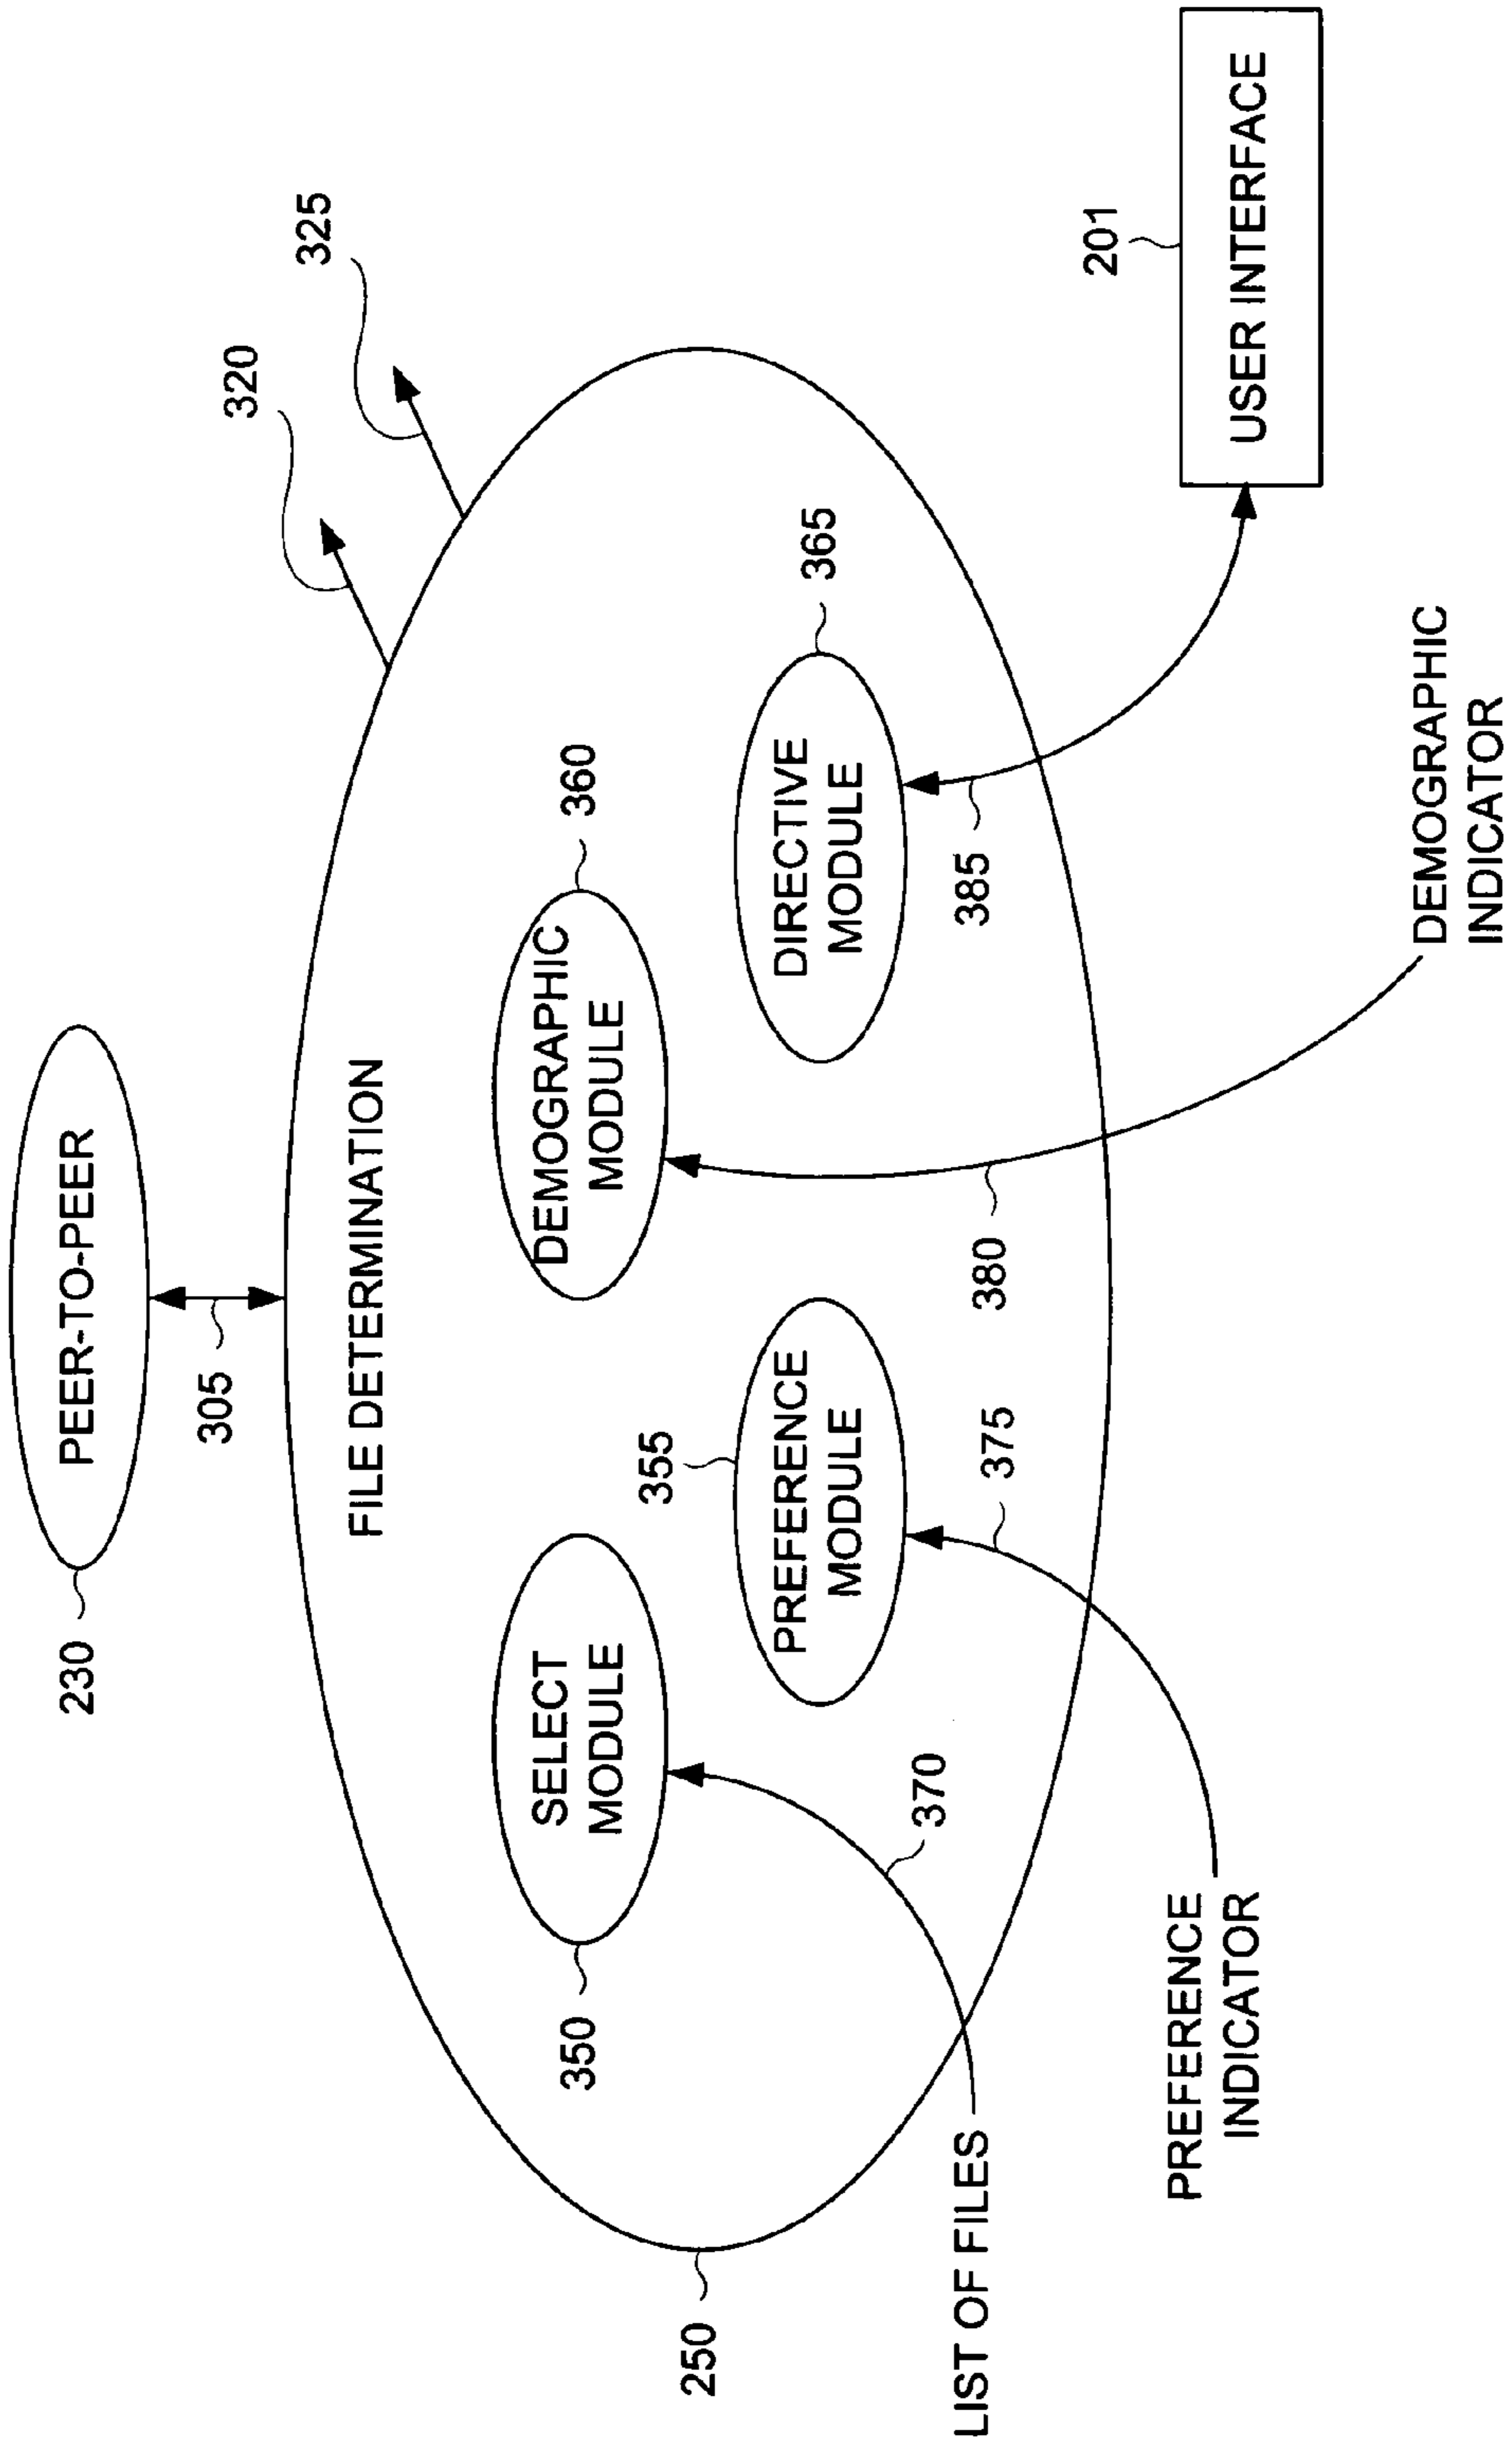 230
PEER-TO-PEER
305
320
325
FILE DETERMINATION
250
350
SELECT
MODULE
DEMOGRAPHIC
MODULE
360
355
PREFERENCE
MODULE
DIRECTIVE
MODULE
365
370
375
380
385
LIST OF FILES
PREFERENCE
INDICATOR
DEMOGRAPHIC
INDICATOR
201
USER INTERFACE